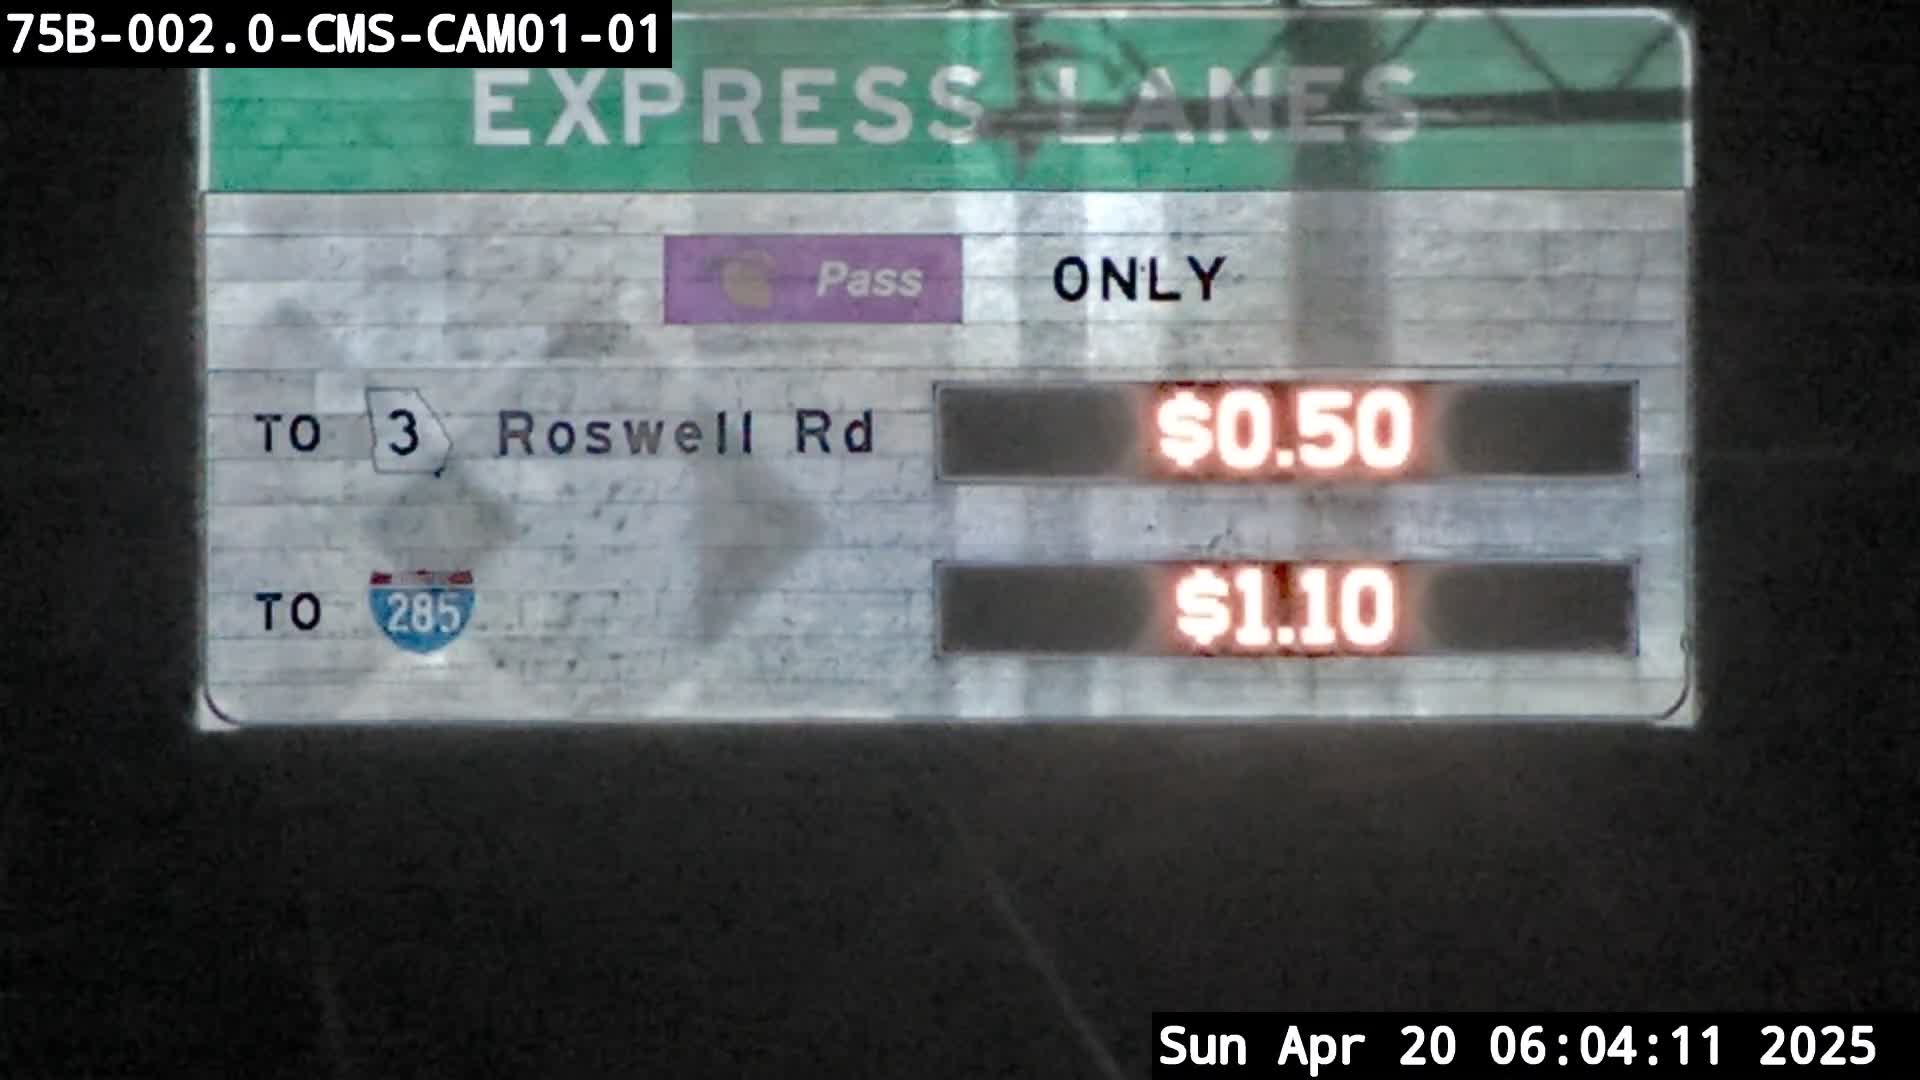 75B-002.0-CMS-CAM01-01
EXPRESS LANES
Pass ONLY
TO 3 Roswell Rd $0.50
TO 285 $1.10
Sun Apr 20 06:04:11 2025